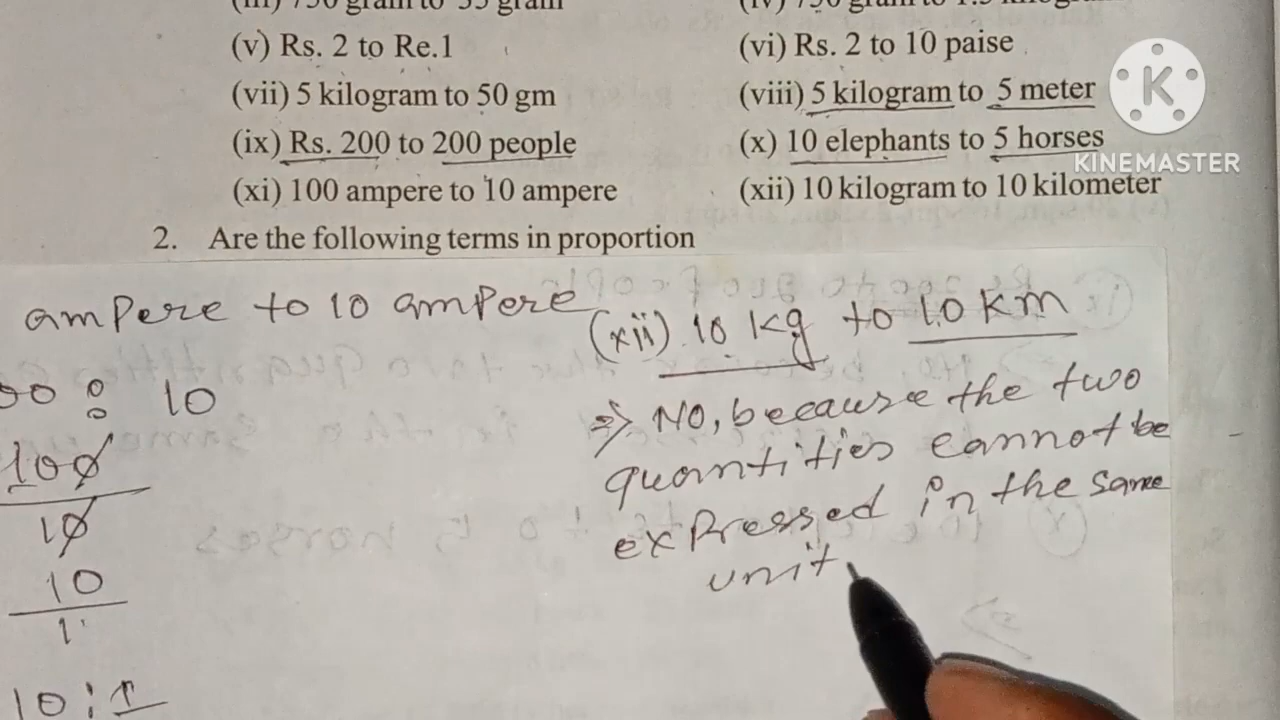 (v) Rs. 2 to Re.1
(vi) Rs. 2 to 10 paise
(vii) 5 kilogram to 50 gm
(viii) 5 kilogram to 5 meter
(ix) Rs. 200 to 200 people
(x) 10 elephants to 5 horses
(xi) 100 ampere to 10 ampere
(xii) 10 kilogram to 10 kilometer
K
KINEMASTER
2. Are the following terms in proportion
ampere to 10 ampere
: 10
100
10
10
1
10 : 1
(xii) 10 kg to 10 km
⇒ No, because the two
quantities cannot be
expressed in the same
unit